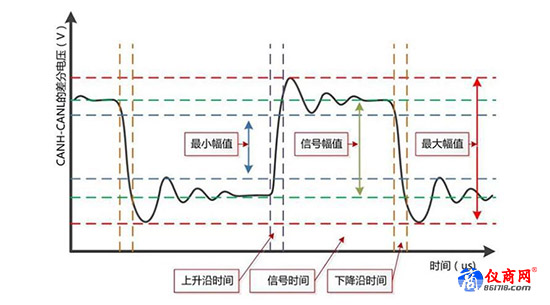 CANH-CANL的差分电压（V）
最小幅值
信号幅值
最大幅值
上升沿时间
信号时间
下降沿时间
时间（us）
商 仪商网®
861718.com